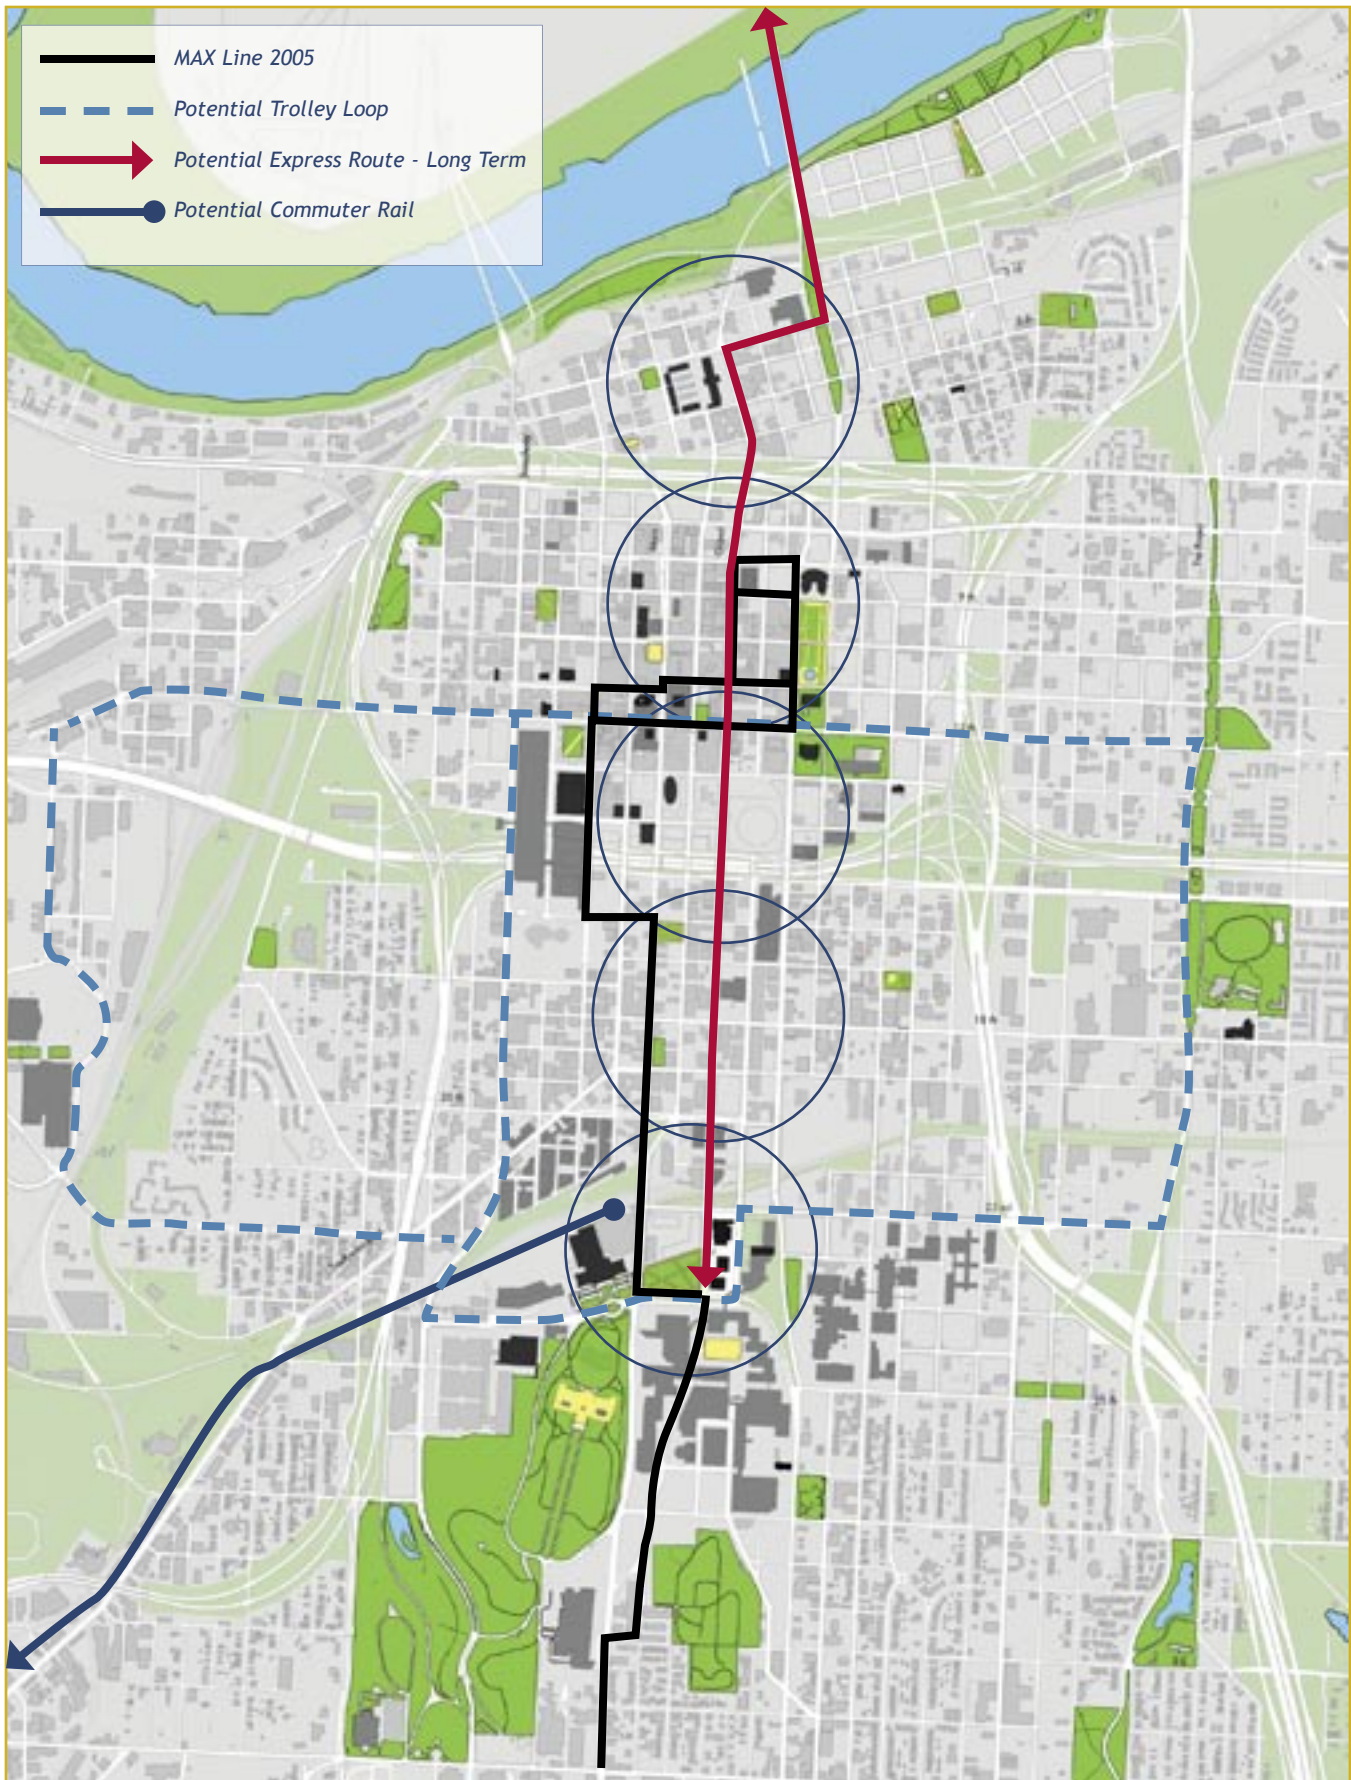 MAX Line 2005
Potential Trolley Loop
Potential Express Route - Long Term
Potential Commuter Rail